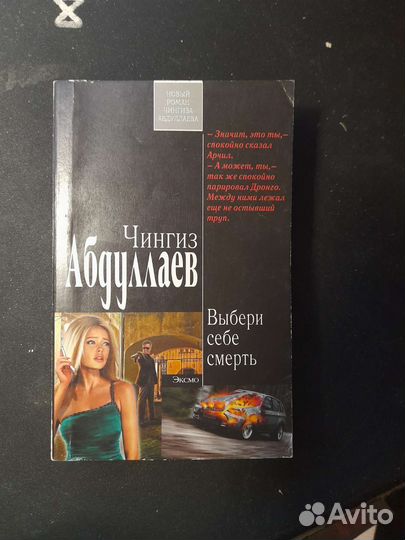 НОВЫЙ
РОМАН
ЧИНГИЗА
АБДУЛЛАЕВА
– Значит, это ты,–
спокойно сказал
Арчил.
– А может, ты,–
так же спокойно
парировал Дронго.
Между ними лежал
еще не остывший
труп.
Чингиз
Абдуллаев
Выбери
себе
смерть
Эксмо
Avito